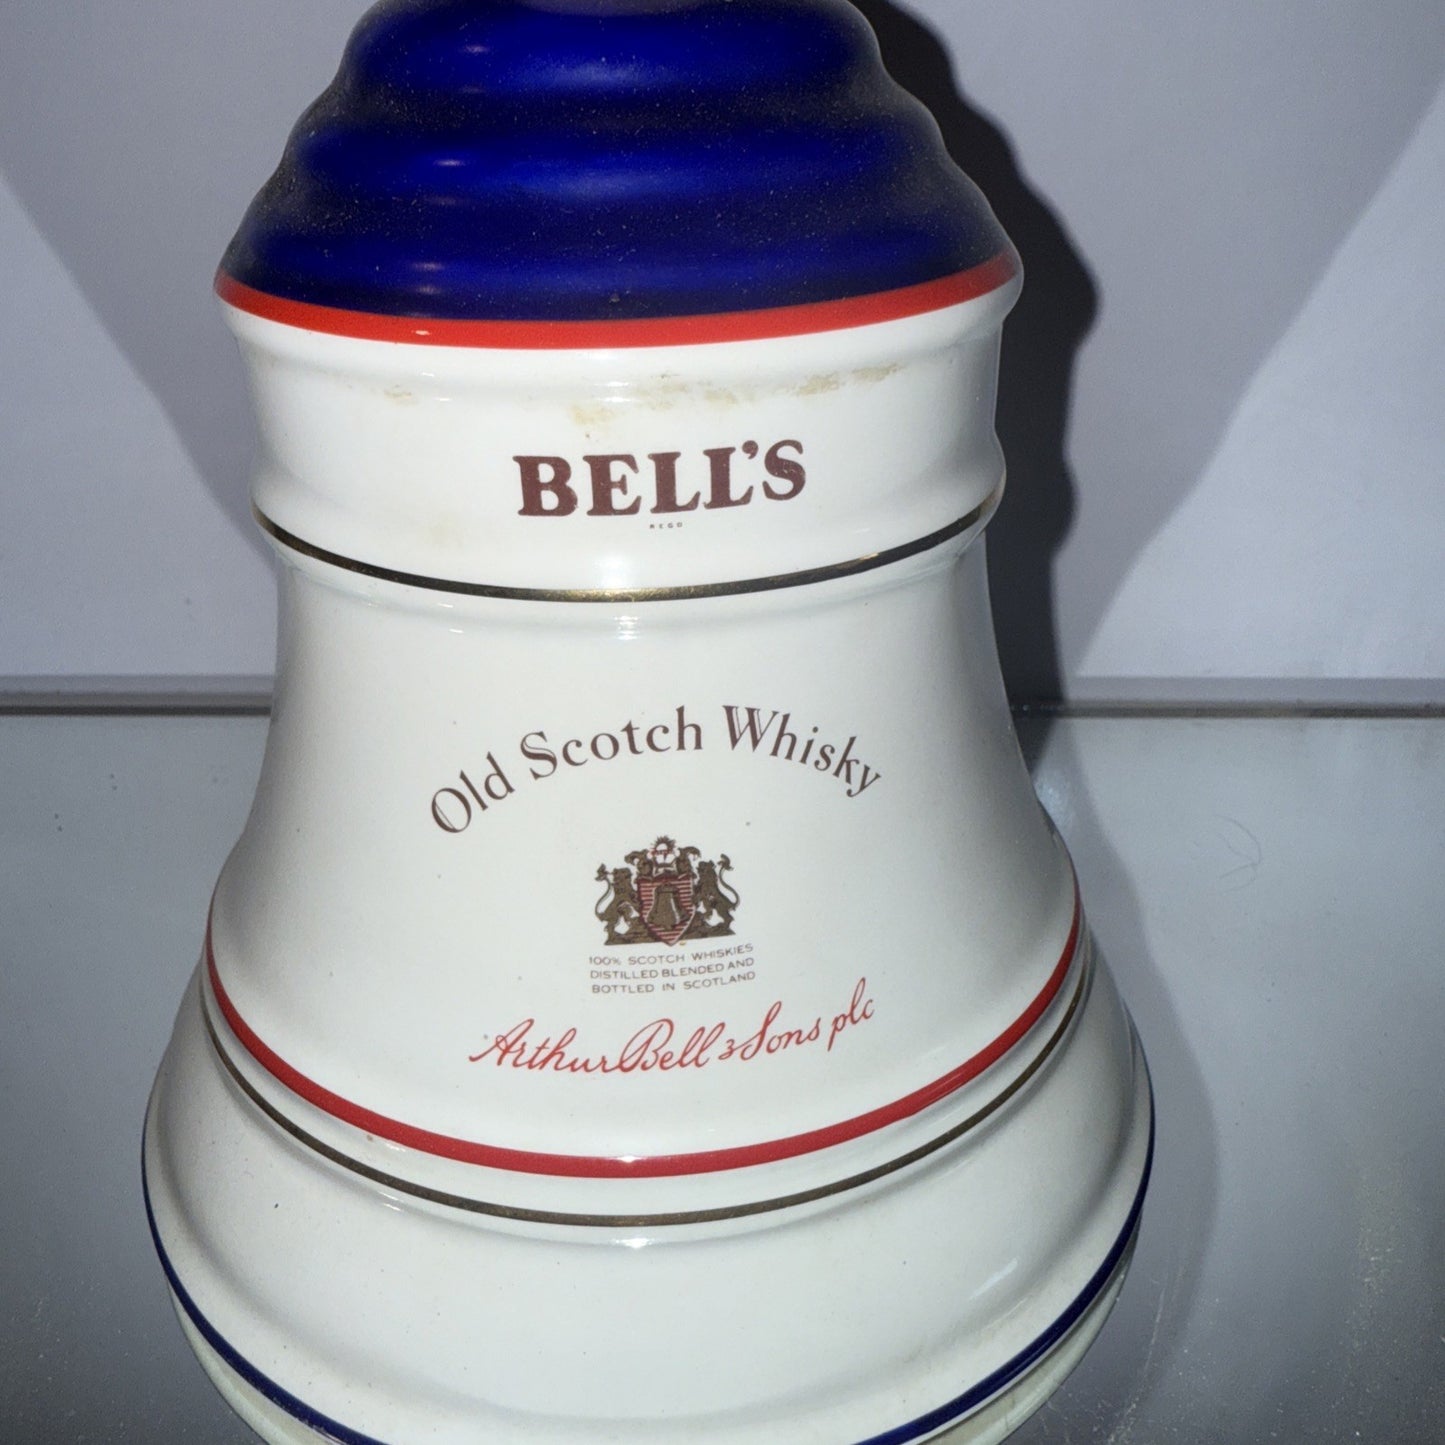 BELL'S
REGD
Old Scotch Whisky
100% SCOTCH WHISKIES
DISTILLED BLENDED AND
BOTTLED IN SCOTLAND
Arthur Bell & Sons plc